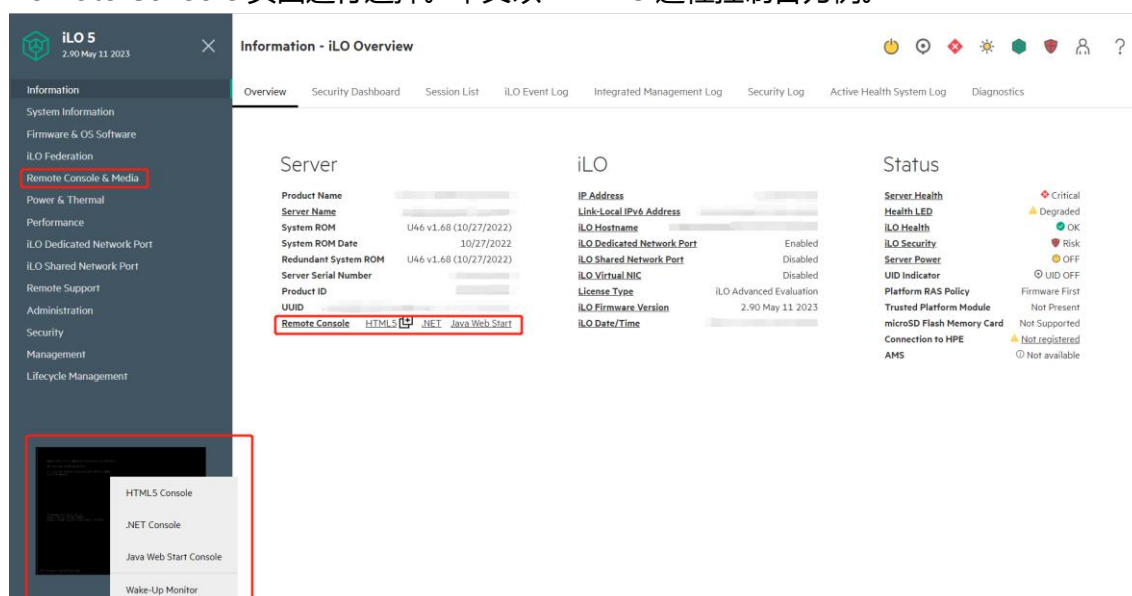 iLO 5
2.90 May 11 2023
Information - iLO Overview
?
Information
System Information
Firmware & OS Software
iLO Federation
Remote Console & Media
Power & Thermal
Performance
iLO Dedicated Network Port
iLO Shared Network Port
Remote Support
Administration
Security
Management
Lifecycle Management
Overview Security Dashboard Session List iLO Event Log Integrated Management Log Security Log Active Health System Log Diagnostics
Server
Product Name
Server Name
System ROM U46 v1.68 (10/27/2022)
System ROM Date 10/27/2022
Redundant System ROM U46 v1.68 (10/27/2022)
Server Serial Number
Product ID
UUID
Remote Console HTML5 .NET Java Web Start
iLO
IP Address
Link-Local IPv6 Address
iLO Hostname
iLO Dedicated Network Port Enabled
iLO Shared Network Port Disabled
iLO Virtual NIC Disabled
License Type iLO Advanced Evaluation
iLO Firmware Version 2.90 May 11 2023
iLO Date/Time
Status
Server Health Critical
Health LED Degraded
iLO Health OK
iLO Security Risk
Server Power OFF
UID Indicator UID OFF
Platform RAS Policy Firmware First
Trusted Platform Module Not Present
microSD Flash Memory Card Not Supported
Connection to HPE Not registered
AMS Not available
HTML5 Console
.NET Console
Java Web Start Console
Wake-Up Monitor